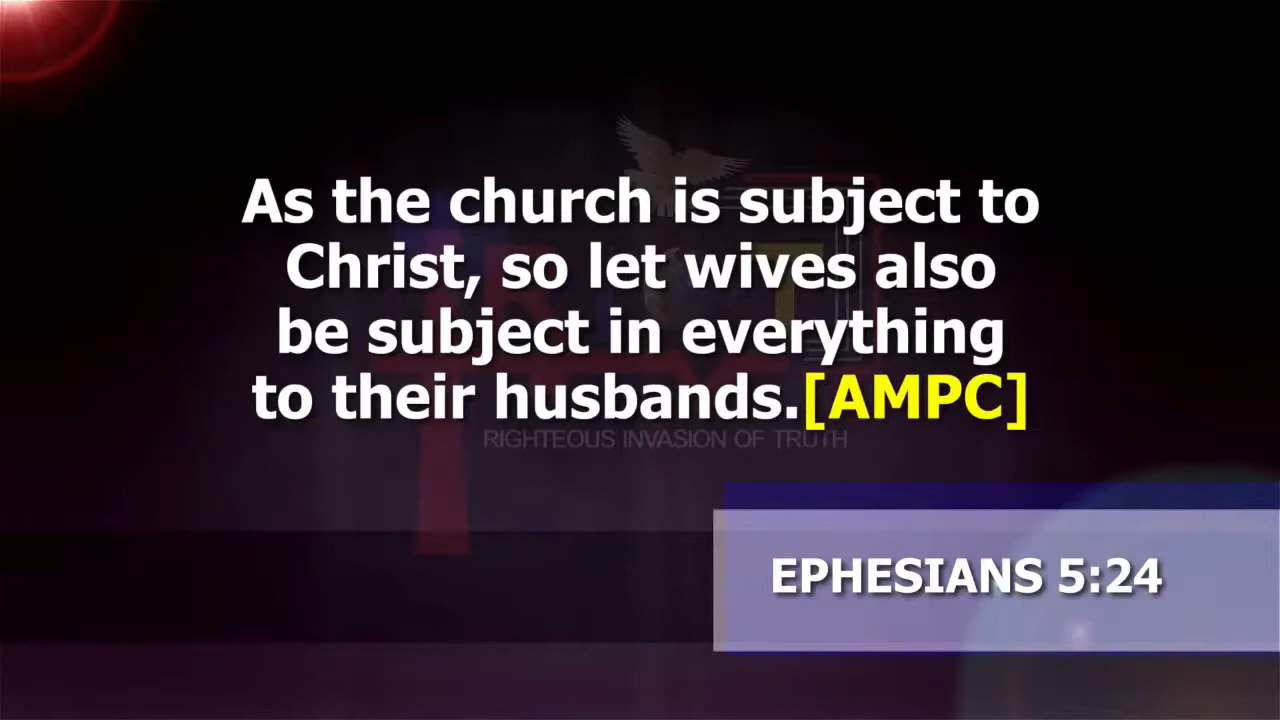 As the church is subject to
Christ, so let wives also
be subject in everything
to their husbands.[AMPC]
RIGHTEOUS INVASION OF TRUTH
EPHESIANS 5:24